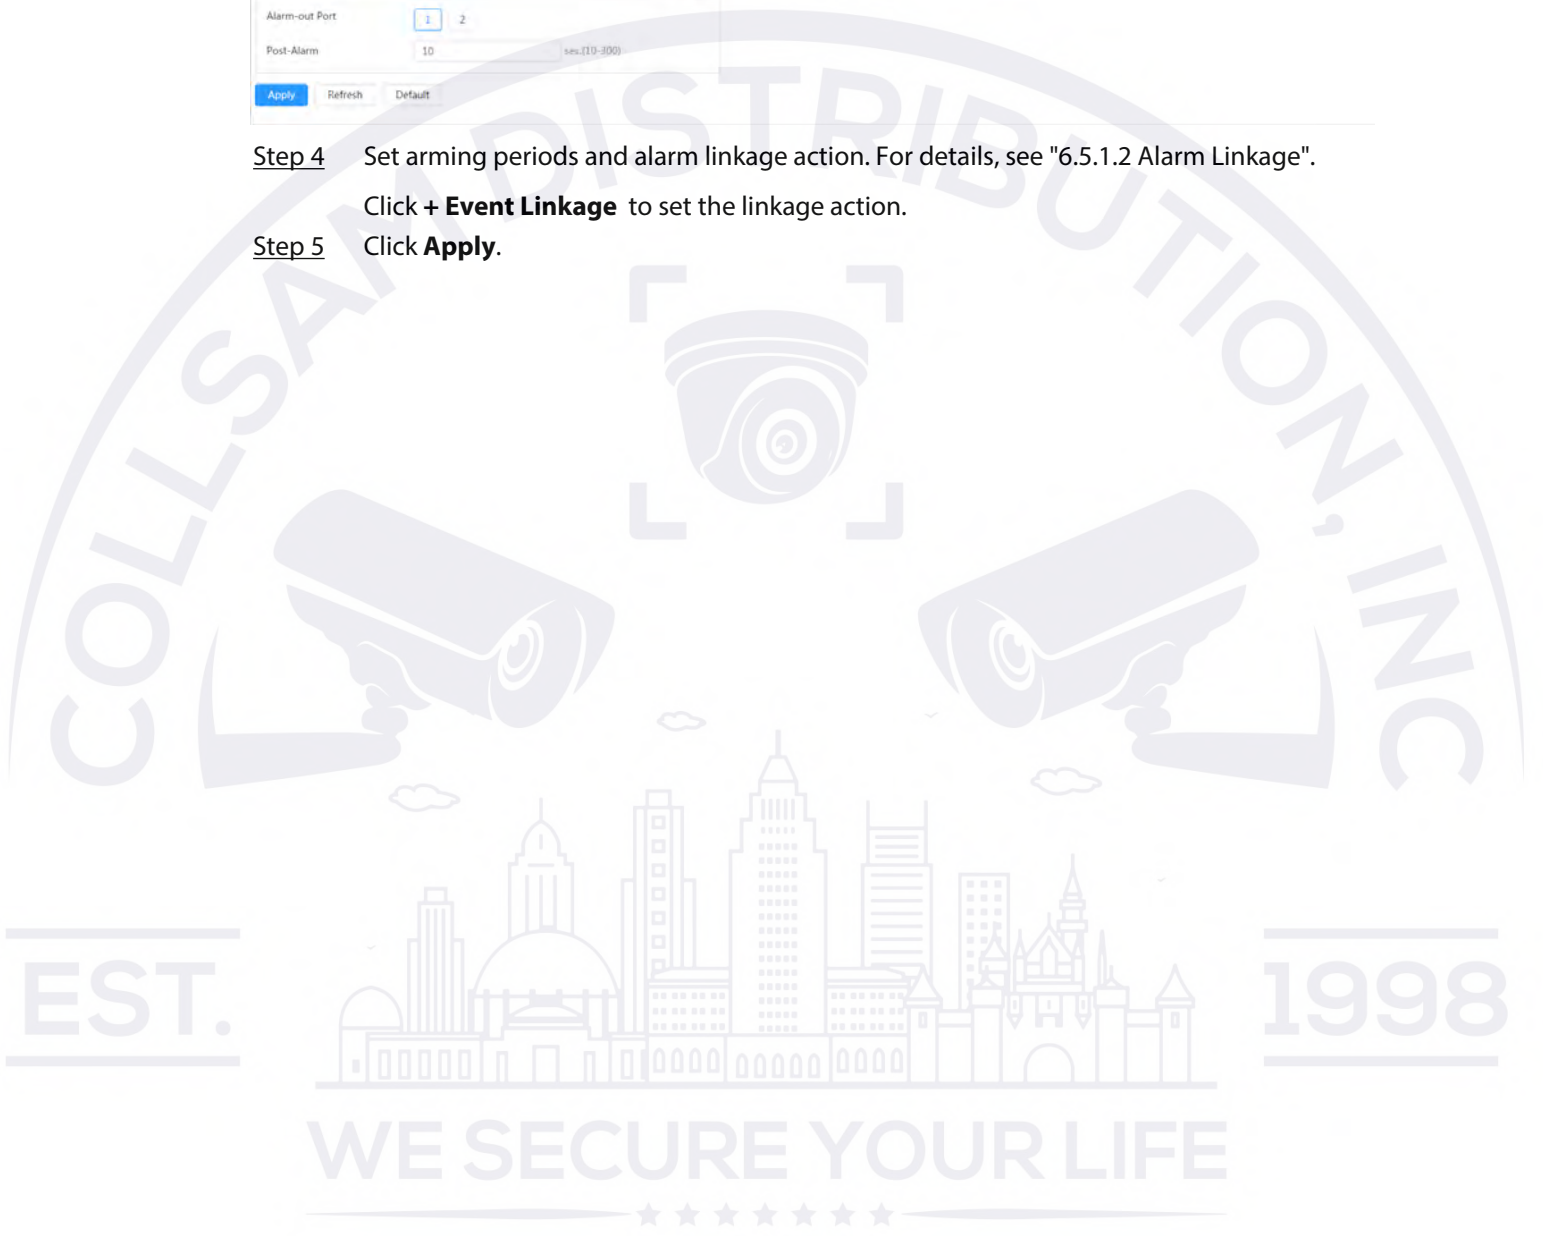 Alarm-out Port 1 2
Post-Alarm 10 sec.(10-300)
Apply Refresh Default
Step 4 Set arming periods and alarm linkage action. For details, see "6.5.1.2 Alarm Linkage".
Click + Event Linkage to set the linkage action.
Step 5 Click Apply.
COLLSAM DISTRIBUTION, INC
EST. 1998
WE SECURE YOUR LIFE